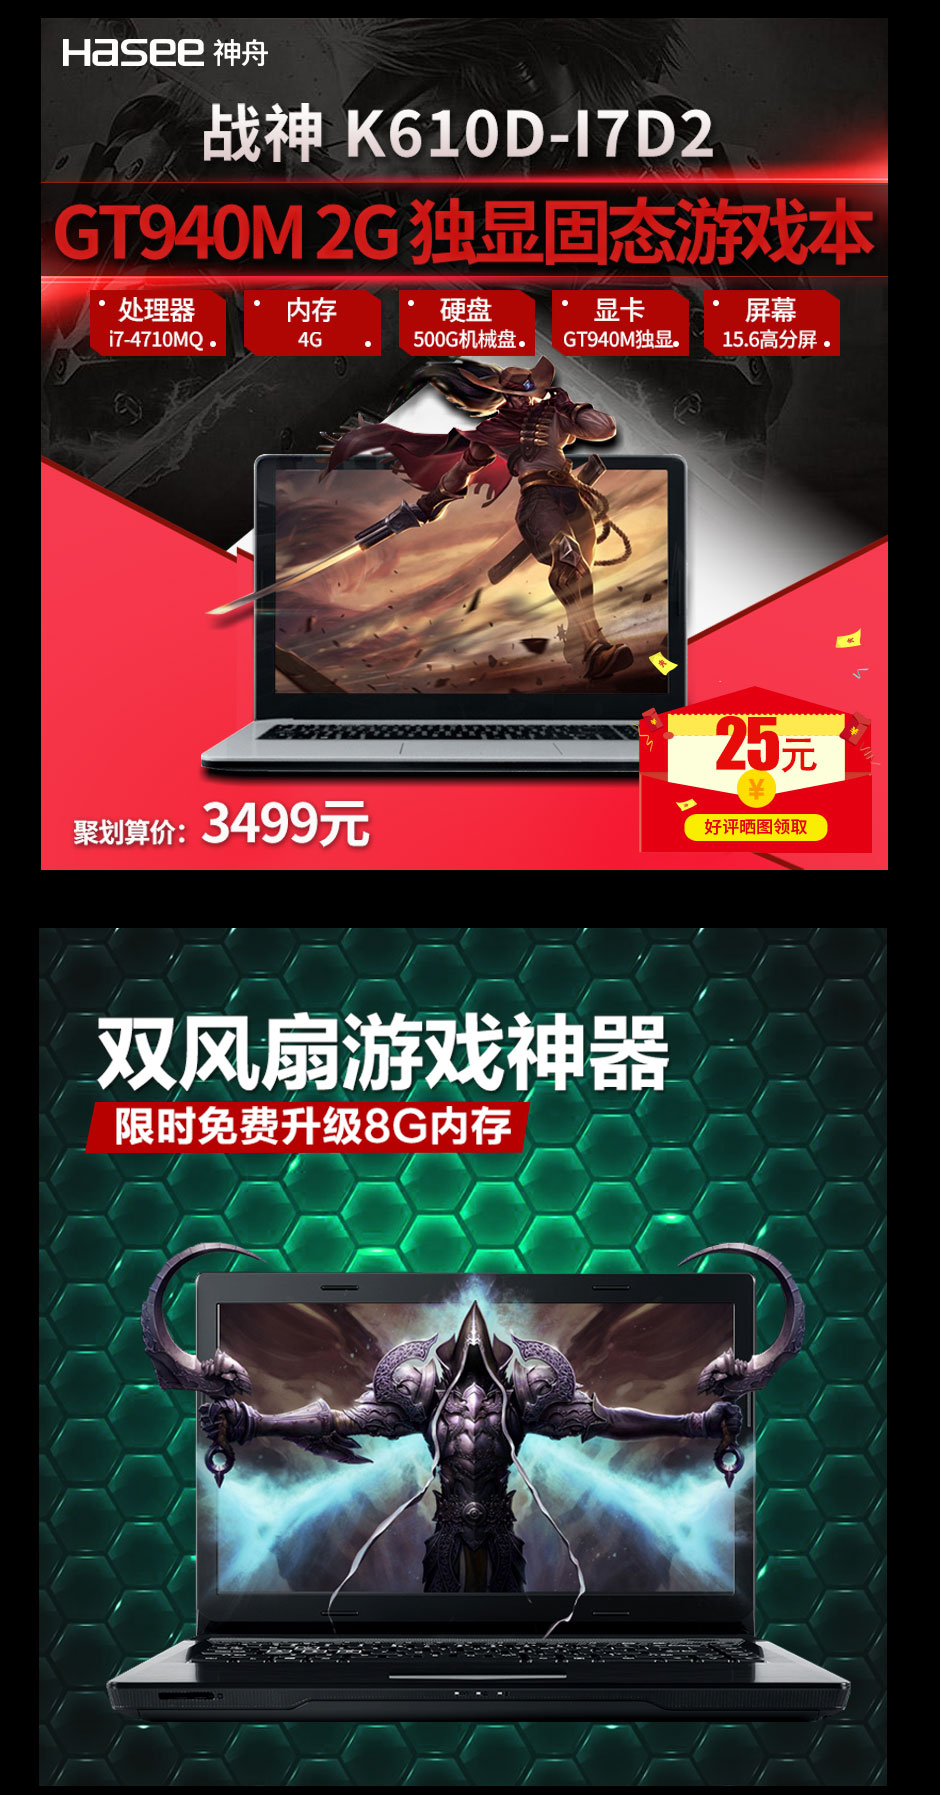 Hasee 神舟
战神 K610D-I7D2
GT940M 2G 独显固态游戏本
处理器
i7-4710MQ
内存
4G
硬盘
500G机械盘
显卡
GT940M独显
屏幕
15.6高分屏
25元
¥
好评晒图领取
聚划算价：3499元
双风扇游戏神器
限时免费升级8G内存